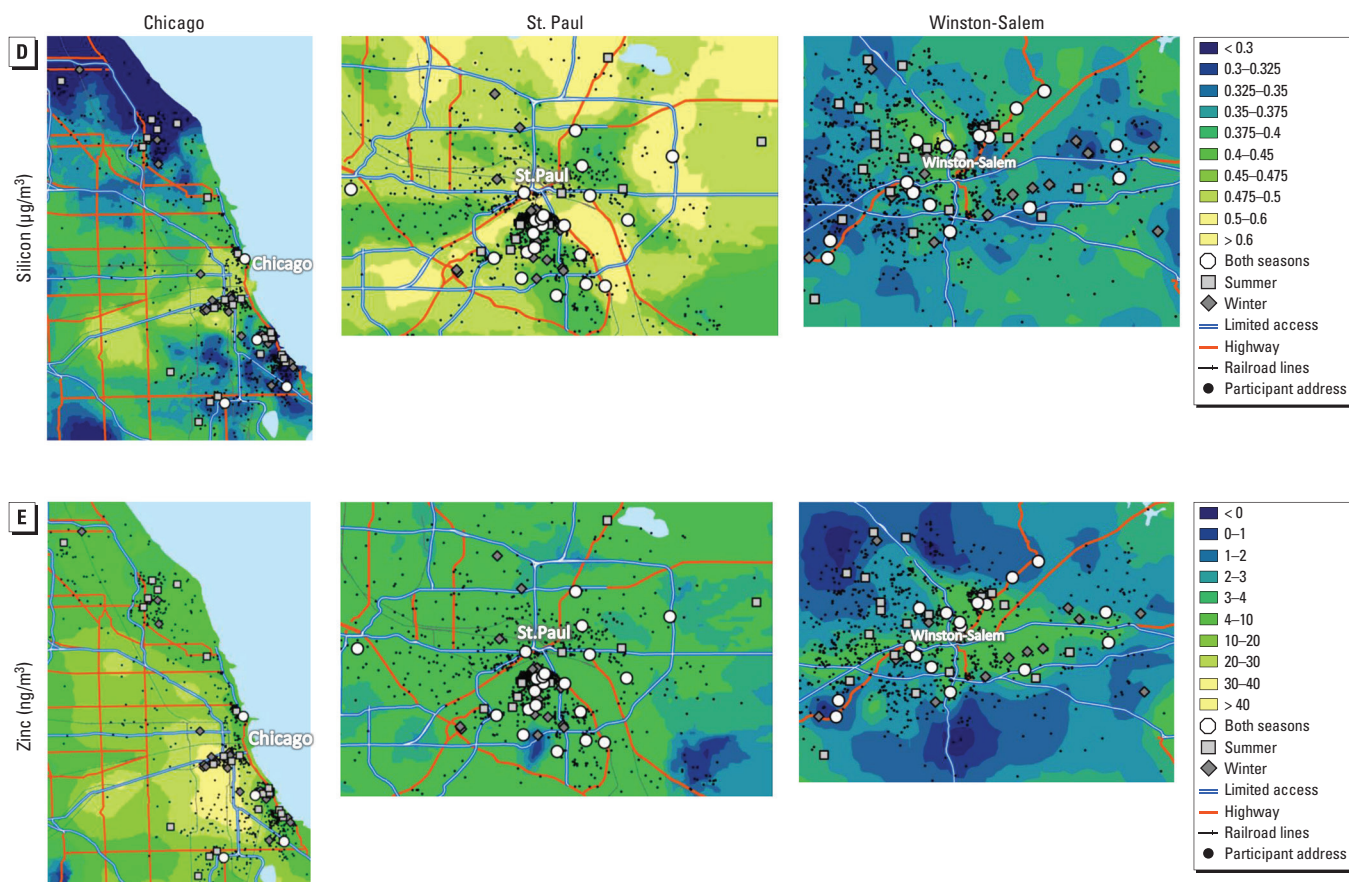 Chicago
St. Paul
Winston-Salem
D
Silicon (µg/m³)
Chicago
St.Paul
Winston-Salem
< 0.3
0.3–0.325
0.325–0.35
0.35–0.375
0.375–0.4
0.4–0.45
0.45–0.475
0.475–0.5
0.5–0.6
> 0.6
Both seasons
Summer
Winter
Limited access
Highway
Railroad lines
Participant address
E
Zinc (ng/m³)
Chicago
St.Paul
Winston-Salem
< 0
0–1
1–2
2–3
3–4
4–10
10–20
20–30
30–40
> 40
Both seasons
Summer
Winter
Limited access
Highway
Railroad lines
Participant address